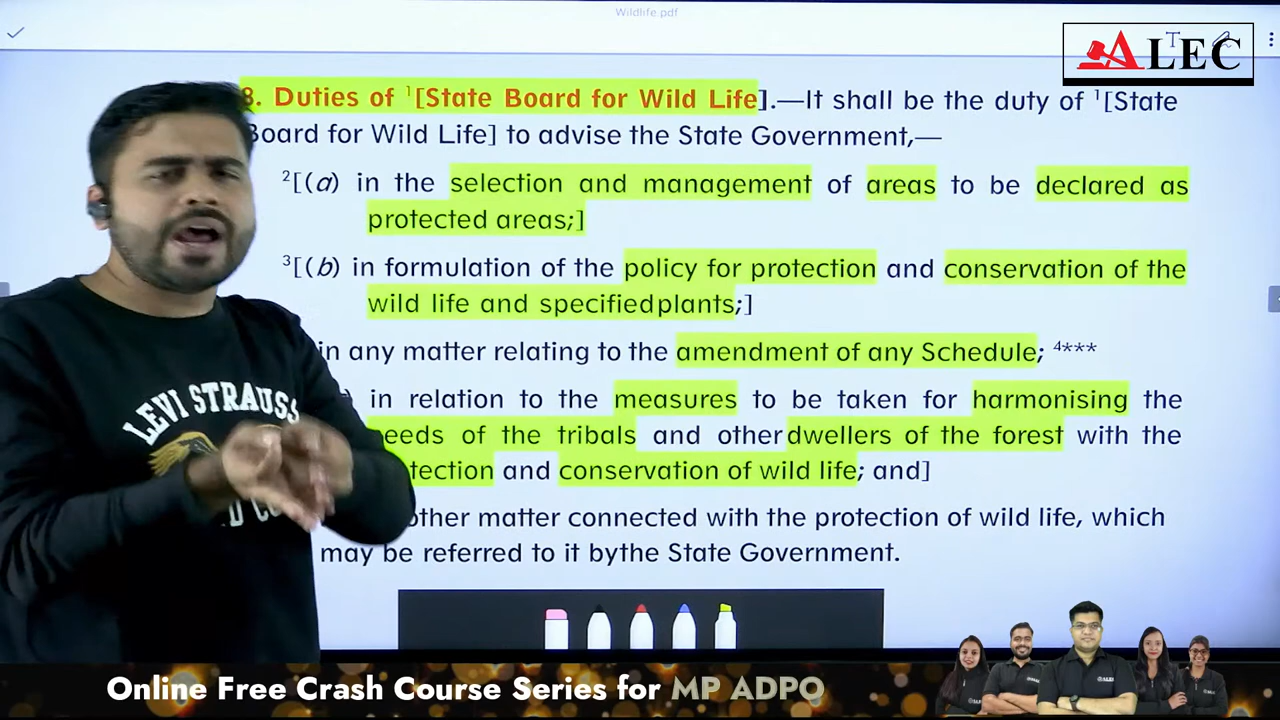 Wildlife.pdf
ALEC
8. Duties of ¹[State Board for Wild Life].—It shall be the duty of ¹[State
Board for Wild Life] to advise the State Government,—
²[(a) in the selection and management of areas to be declared as
protected areas;]
³[(b) in formulation of the policy for protection and conservation of the
wild life and specifiedplants;]
in any matter relating to the amendment of any Schedule; ⁴***
) in relation to the measures to be taken for harmonising the
needs of the tribals and other dwellers of the forest with the
tection and conservation of wild life; and]
other matter connected with the protection of wild life, which
may be referred to it bythe State Government.
LEVI STRAUSS
Online Free Crash Course Series for MP ADPO